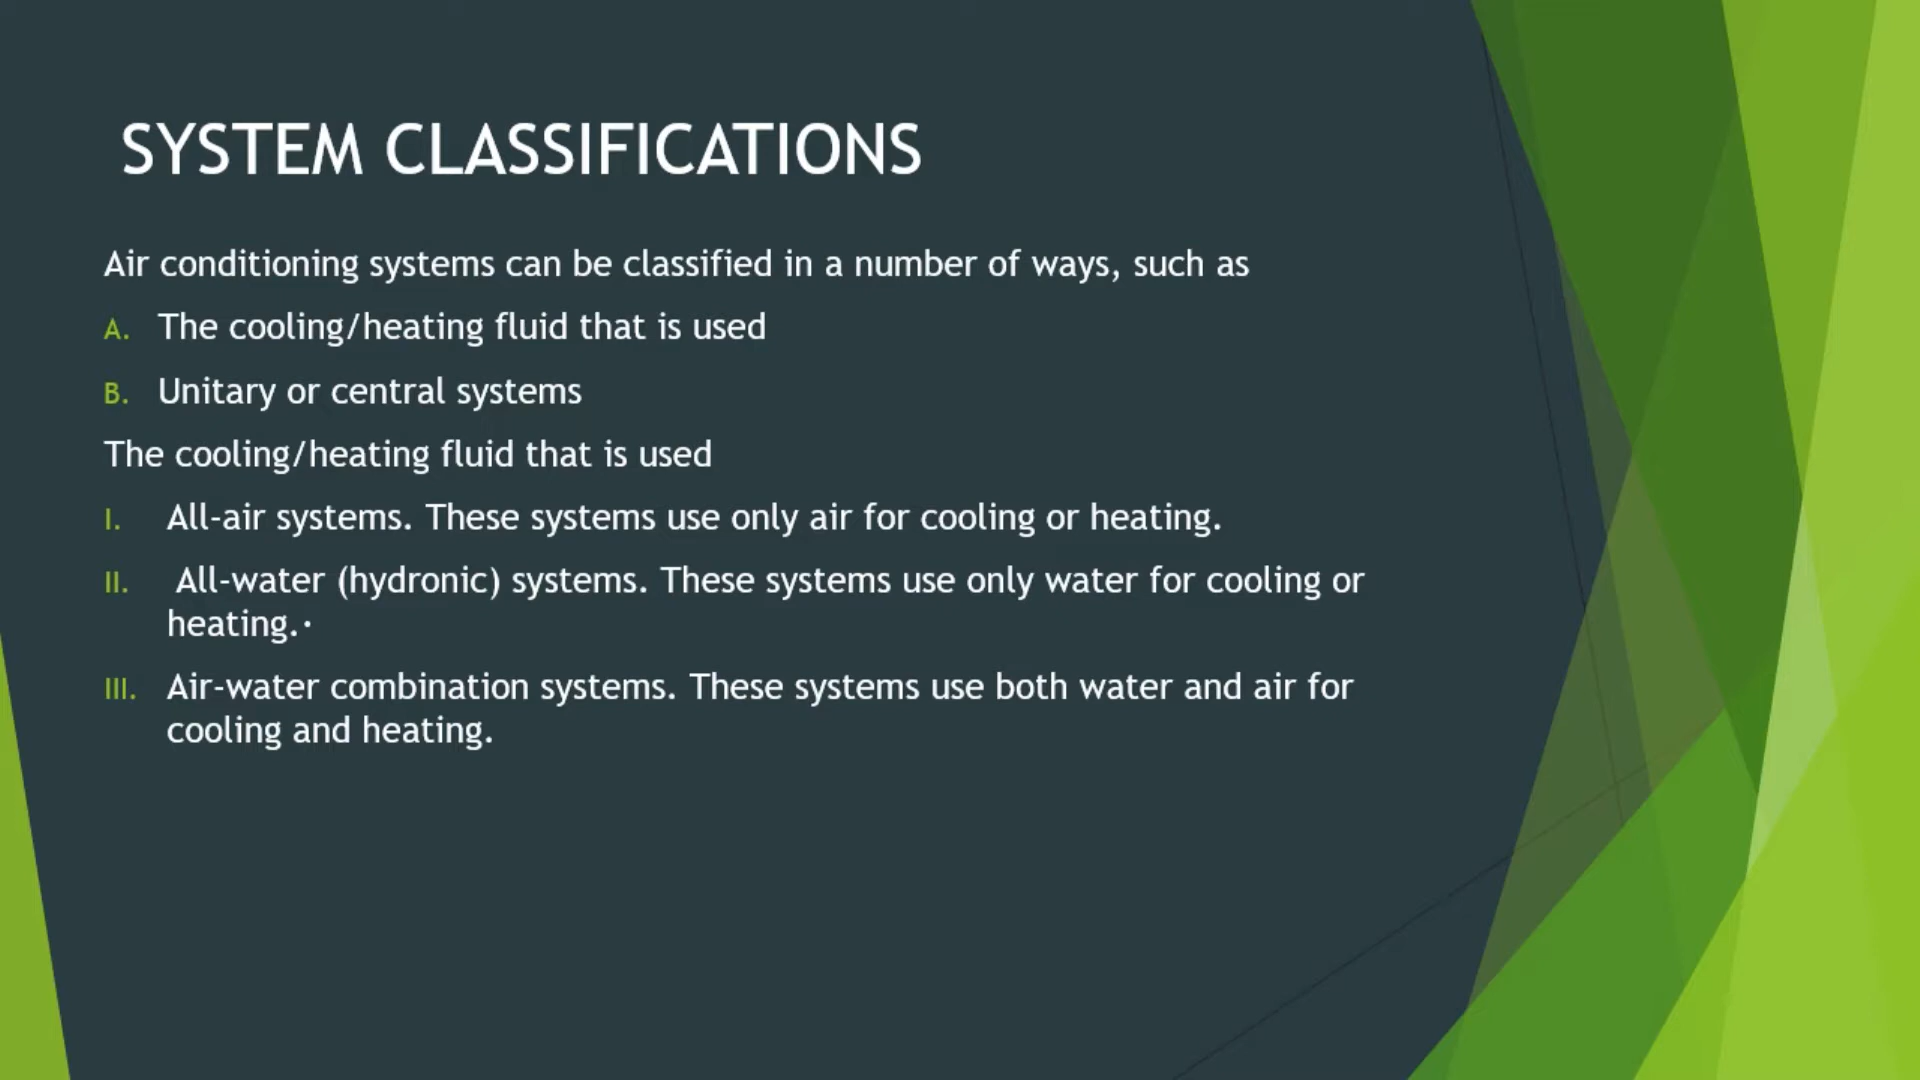 SYSTEM CLASSIFICATIONS
Air conditioning systems can be classified in a number of ways, such as
A. The cooling/heating fluid that is used
B. Unitary or central systems
The cooling/heating fluid that is used
I. All-air systems. These systems use only air for cooling or heating.
II. All-water (hydronic) systems. These systems use only water for cooling or
heating.·
III. Air-water combination systems. These systems use both water and air for
cooling and heating.